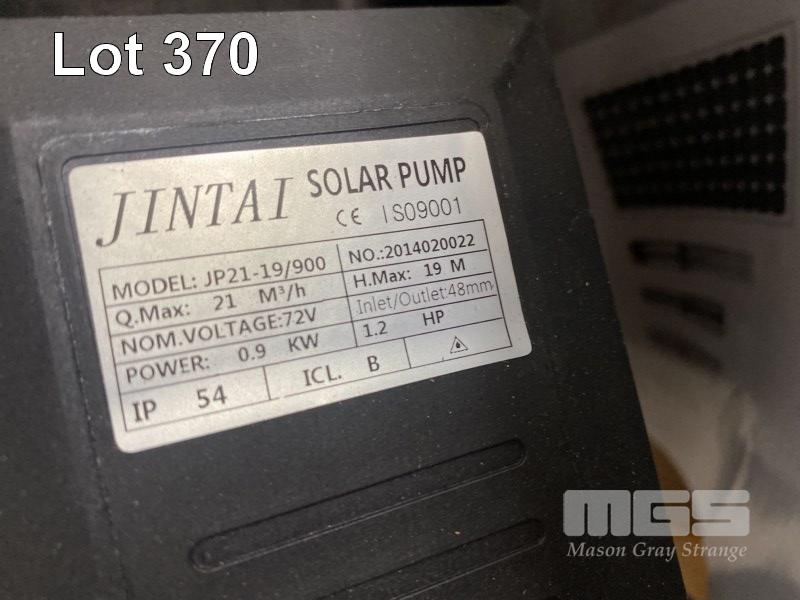 Lot 370
JINTAI SOLAR PUMP
CE ISO9001
MODEL: JP21-19/900 NO.:2014020022
Q.Max: 21 M³/h H.Max: 19 M
NOM.VOLTAGE:72V Inlet/Outlet:48mm
POWER: 0.9 KW 1.2 HP
IP 54 ICL. B
MGS
Mason Gray Strange